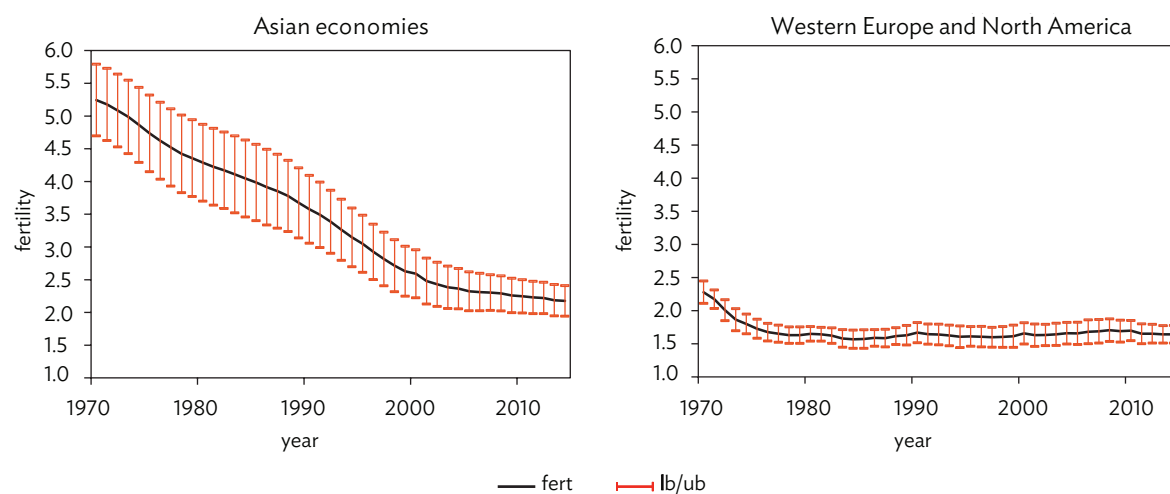 Asian economies
6.0
5.5
5.0
4.5
4.0
3.5
3.0
2.5
2.0
1.5
1.0
fertility
1970 1980 1990 2000 2010
year
Western Europe and North America
6.0
5.5
5.0
4.5
4.0
3.5
3.0
2.5
2.0
1.5
1.0
fertility
1970 1980 1990 2000 2010
year
fert lb/ub